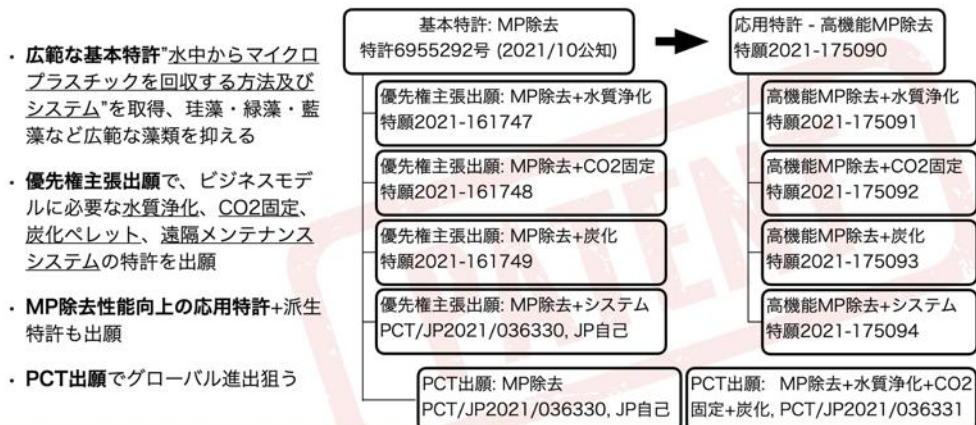 ・広範な基本特許"水中からマイクロ
プラスチックを回収する方法及び
システム"を取得、珪藻・緑藻・藍
藻など広範な藻類を抑える
・優先権主張出願で、ビジネスモデ
ルに必要な水質浄化、CO2固定、
炭化ペレット、遠隔メンテナンス
システムの特許を出願
・MP除去性能向上の応用特許+派生
特許も出願
・PCT出願でグローバル進出狙う
基本特許: MP除去
特許6955292号 (2021/10公知)
優先権主張出願: MP除去+水質浄化
特願2021-161747
優先権主張出願: MP除去+CO2固定
特願2021-161748
優先権主張出願: MP除去+炭化
特願2021-161749
優先権主張出願: MP除去+システム
PCT/JP2021/036330, JP自己
PCT出願: MP除去
PCT/JP2021/036330, JP自己
応用特許 - 高機能MP除去
特願2021-175090
高機能MP除去+水質浄化
特願2021-175091
高機能MP除去+CO2固定
特願2021-175092
高機能MP除去+炭化
特願2021-175093
高機能MP除去+システム
特願2021-175094
PCT出願: MP除去+水質浄化+CO2
固定+炭化, PCT/JP2021/036331
PATENT